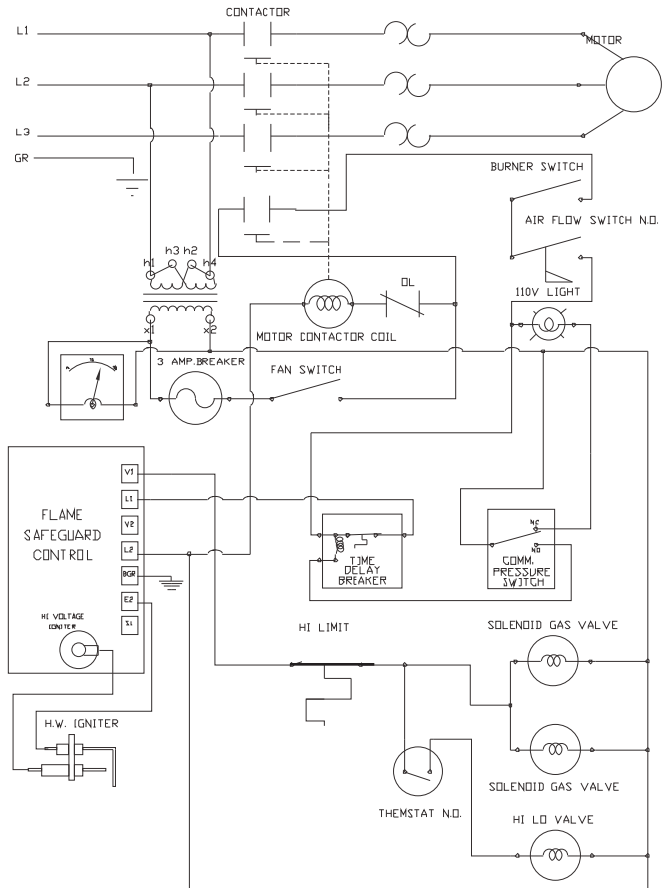 CONTACTOR
L1
MOTOR
L2
L3
GR
BURNER SWITCH
AIR FLOW SWITCH N.O.
h3 h2
h1 h4
OL
110V LIGHT
x1 x2
MOTOR CONTACTOR COIL
3 AMP.BREAKER
FAN SWITCH
V1
L1
FLAME
SAFEGUARD
CONTROL
V2
L2
BGR
E2
S1
NC
NO
TIME
DELAY
BREAKER
COMM.
PRESSURE
SWITCH
HI VOLTAGE
IGNITER
HI LIMIT
SOLENOID GAS VALVE
H.W. IGNITER
SOLENOID GAS VALVE
THEMSTAT N.O.
HI LO VALVE